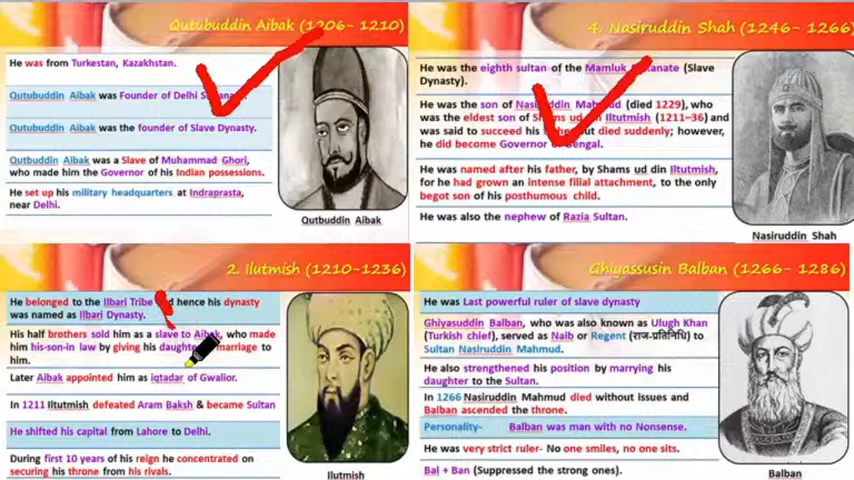 Qutubuddin Aibak (1206- 1210)
He was from Turkestan, Kazakhstan.
Qutubuddin Aibak was Founder of Delhi
Qutubuddin Aibak was the founder of Slave Dynasty.
Qutubuddin Aibak was a Slave of Muhammad Ghori,
who made him the Governor of his Indian possessions.
He set up his military headquarters at Indraprasta,
near Delhi.
Qutbuddin Aibak
4. Nasiruddin Shah (1246- 1266)
He was the eighth sultan of the Mamluk (Slave
Dynasty).
He was the son of Nasiruddin Mahmud (died 1229), who
was the eldest son of Shams ud din Iltutmish (1211–36) and
was said to succeed his but died suddenly; however,
he did become Governor of Bengal.
He was named after his father, by Shams ud din Iltutmish,
for he had grown an intense filial attachment, to the only
begot son of his posthumous child.
He was also the nephew of Razia Sultan.
Nasiruddin Shah
2. Ilutmish (1210-1236)
He belonged to the Ilbari Tribe hence his dynasty
was named as Ilbari Dynasty.
His half brothers sold him as a slave to Aibak, who made
him his-son-in law by giving his marriage to
him.
Later Aibak appointed him as iqtadar of Gwalior.
In 1211 Iltutmish defeated Aram Baksh & became Sultan
He shifted his capital from Lahore to Delhi.
During first 10 years of his reign he concentrated on
securing his throne from his rivals.
Ilutmish
Ghiyassusin Balban (1266- 1286)
He was Last powerful ruler of slave dynasty
Ghiyasuddin Balban, who was also known as Ulugh Khan
(Turkish chief), served as Naib or Regent (राज-प्रतिनिधि) to
Sultan Nasiruddin Mahmud.
He also strengthened his position by marrying his
daughter to the Sultan.
In 1266 Nasiruddin Mahmud died without issues and
Balban ascended the throne.
Personality- Balban was man with no Nonsense.
He was very strict ruler- No one smiles, no one sits.
Bal + Ban (Suppressed the strong ones).
Balban